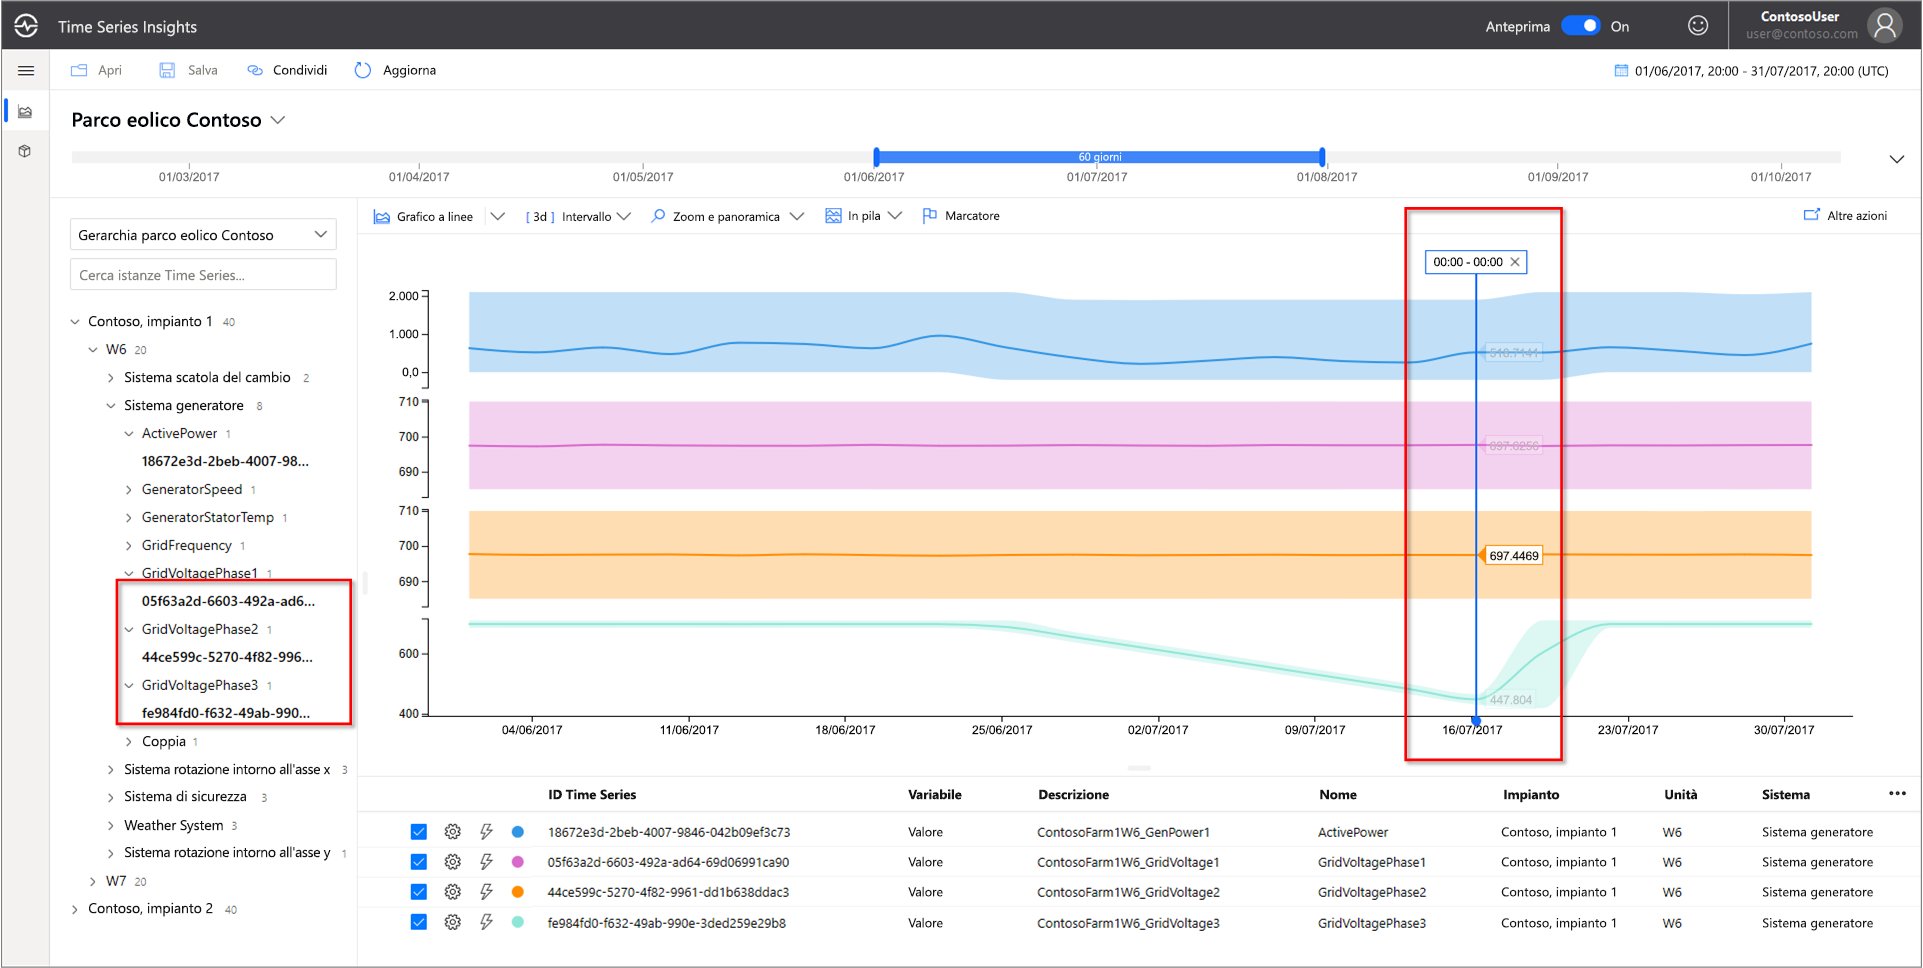 Time Series Insights
Anteprima On
ContosoUser
user@contoso.com
Apri Salva Condividi Aggiorna
01/06/2017, 20:00 - 31/07/2017, 20:00 (UTC)
Parco eolico Contoso
60 giorni
01/03/2017 01/04/2017 01/05/2017 01/06/2017 01/07/2017 01/08/2017 01/09/2017 01/10/2017
Gerarchia parco eolico Contoso
Cerca istanze Time Series...
Contoso, impianto 1 40
W6 20
Sistema scatola del cambio 2
Sistema generatore 8
ActivePower 1
18672e3d-2beb-4007-98...
GeneratorSpeed 1
GeneratorStatorTemp 1
GridFrequency 1
GridVoltagePhase1 1
05f63a2d-6603-492a-ad6...
GridVoltagePhase2 1
44ce599c-5270-4f82-996...
GridVoltagePhase3 1
fe984fd0-f632-49ab-990...
Coppia 1
Sistema rotazione intorno all'asse x 3
Sistema di sicurezza 3
Weather System 3
Sistema rotazione intorno all'asse y 1
W7 20
Contoso, impianto 2 40
Grafico a linee [ 3d ] Intervallo Zoom e panoramica In pila Marcatore Altre azioni
00:00 - 00:00
2.000
1.000
0,0
518.7141
710
700
690
697.6256
710
700
690
697.4469
600
400
447.804
04/06/2017 11/06/2017 18/06/2017 25/06/2017 02/07/2017 09/07/2017 16/07/2017 23/07/2017 30/07/2017
ID Time Series Variabile Descrizione Nome Impianto Unità Sistema
18672e3d-2beb-4007-9846-042b09ef3c73 Valore ContosoFarm1W6_GenPower1 ActivePower Contoso, impianto 1 W6 Sistema generatore
05f63a2d-6603-492a-ad64-69d06991ca90 Valore ContosoFarm1W6_GridVoltage1 GridVoltagePhase1 Contoso, impianto 1 W6 Sistema generatore
44ce599c-5270-4f82-9961-dd1b638ddac3 Valore ContosoFarm1W6_GridVoltage2 GridVoltagePhase2 Contoso, impianto 1 W6 Sistema generatore
fe984fd0-f632-49ab-990e-3ded259e29b8 Valore ContosoFarm1W6_GridVoltage3 GridVoltagePhase3 Contoso, impianto 1 W6 Sistema generatore